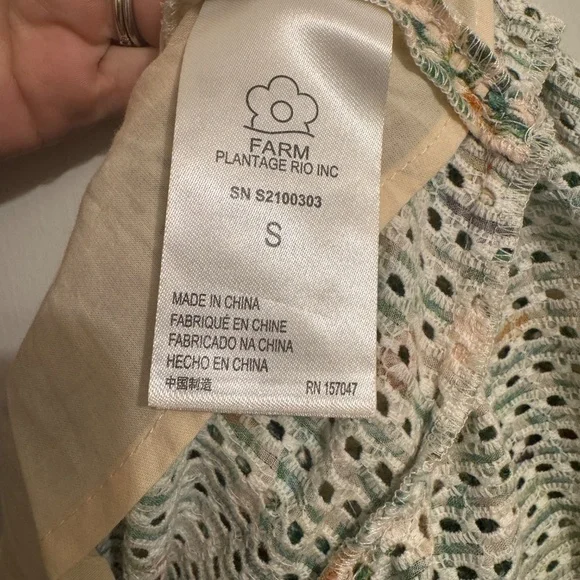 FARM
PLANTAGE RIO INC
SN S2100303
S
MADE IN CHINA
FABRIQUÉ EN CHINE
FABRICADO NA CHINA
HECHO EN CHINA
中国制造 RN 157047